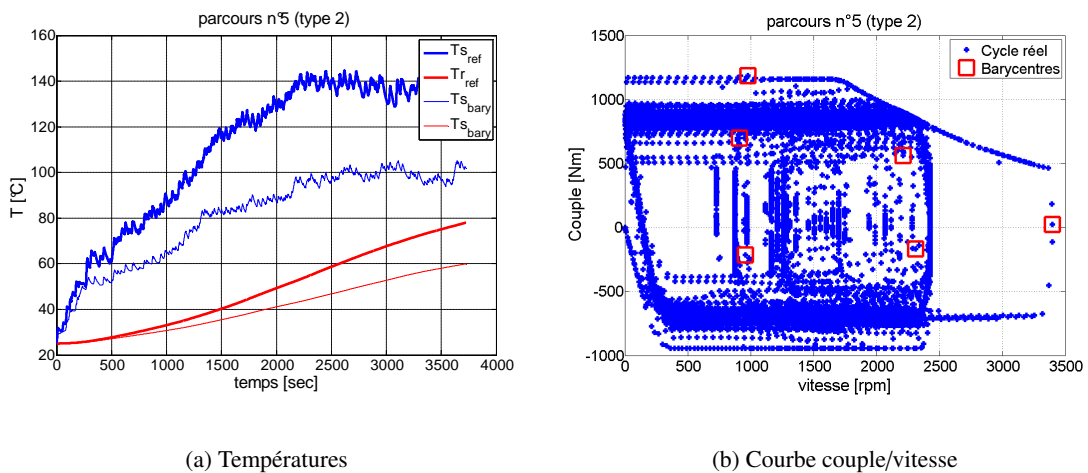 parcours n°5 (type 2)
160
140
120
100
80
60
40
20
T [°C]
0
500
1000
1500
2000
2500
3000
3500
4000
temps [sec]
Ts_ref
Tr_ref
Ts_bary
Ts_bary
(a) Températures
parcours n°5 (type 2)
1500
1000
500
0
-500
-1000
Couple [Nm]
0
500
1000
1500
2000
2500
3000
3500
vitesse [rpm]
Cycle réel
Barycentres
(b) Courbe couple/vitesse